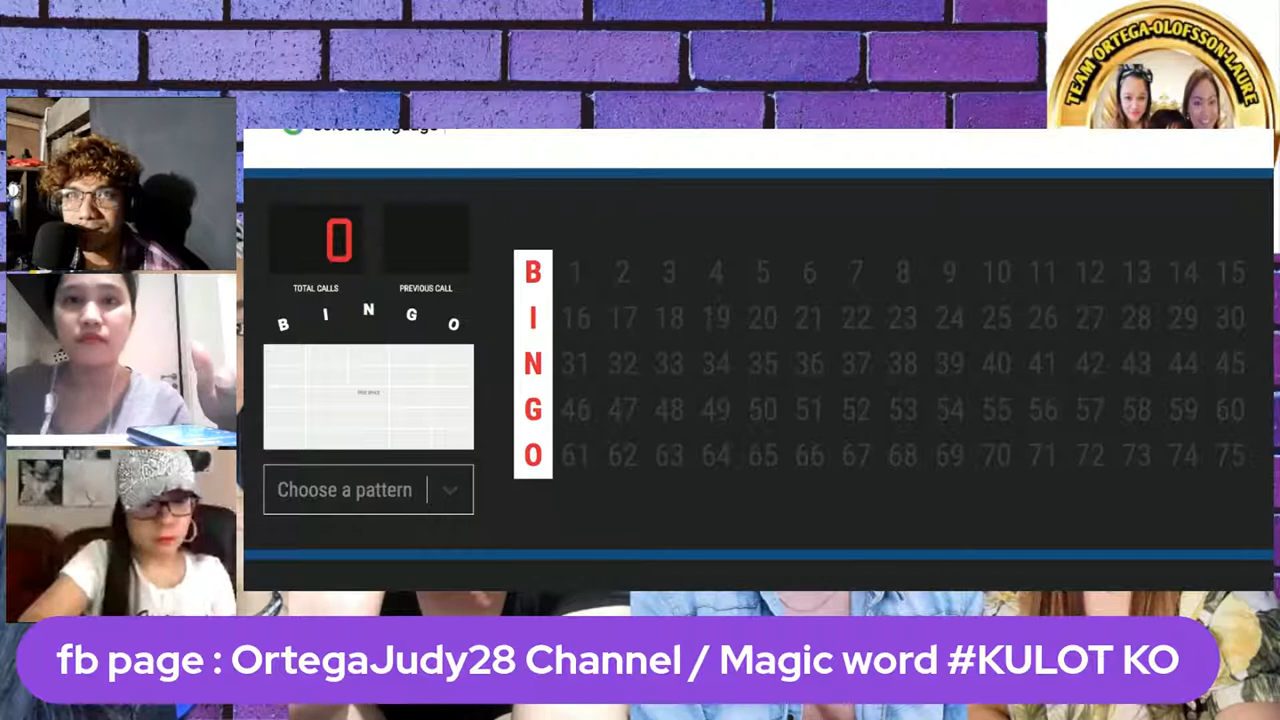 TEAM ORTEGA-OLOFSSON-LAURE
Select Language
0
TOTAL CALLS
PREVIOUS CALL
B I N G O
FREE SPACE
Choose a pattern
B 1 2 3 4 5 6 7 8 9 10 11 12 13 14 15
I 16 17 18 19 20 21 22 23 24 25 26 27 28 29 30
N 31 32 33 34 35 36 37 38 39 40 41 42 43 44 45
G 46 47 48 49 50 51 52 53 54 55 56 57 58 59 60
O 61 62 63 64 65 66 67 68 69 70 71 72 73 74 75
fb page : OrtegaJudy28 Channel / Magic word #KULOT KO